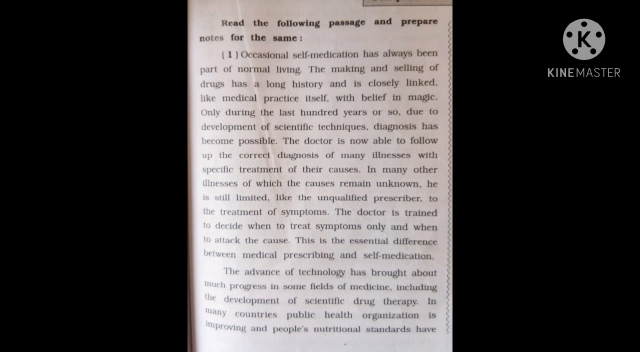 Read the following passage and prepare
notes for the same :
( 1 ) Occasional self-medication has always been
part of normal living. The making and selling of
drugs has a long history and is closely linked,
like medical practice itself, with belief in magic.
Only during the last hundred years or so, due to
development of scientific techniques, diagnosis has
become possible. The doctor is now able to follow
up the correct diagnosis of many illnesses with
specific treatment of their causes. In many other
illnesses of which the causes remain unknown, he
is still limited, like the unqualified prescriber, to
the treatment of symptoms. The doctor is trained
to decide when to treat symptoms only and when
to attack the cause. This is the essential difference
between medical prescribing and self-medication.
The advance of technology has brought about
much progress in some fields of medicine, including
the development of scientific drug therapy. In
many countries public health organization is
improving and people's nutritional standards have
K
KINEMASTER